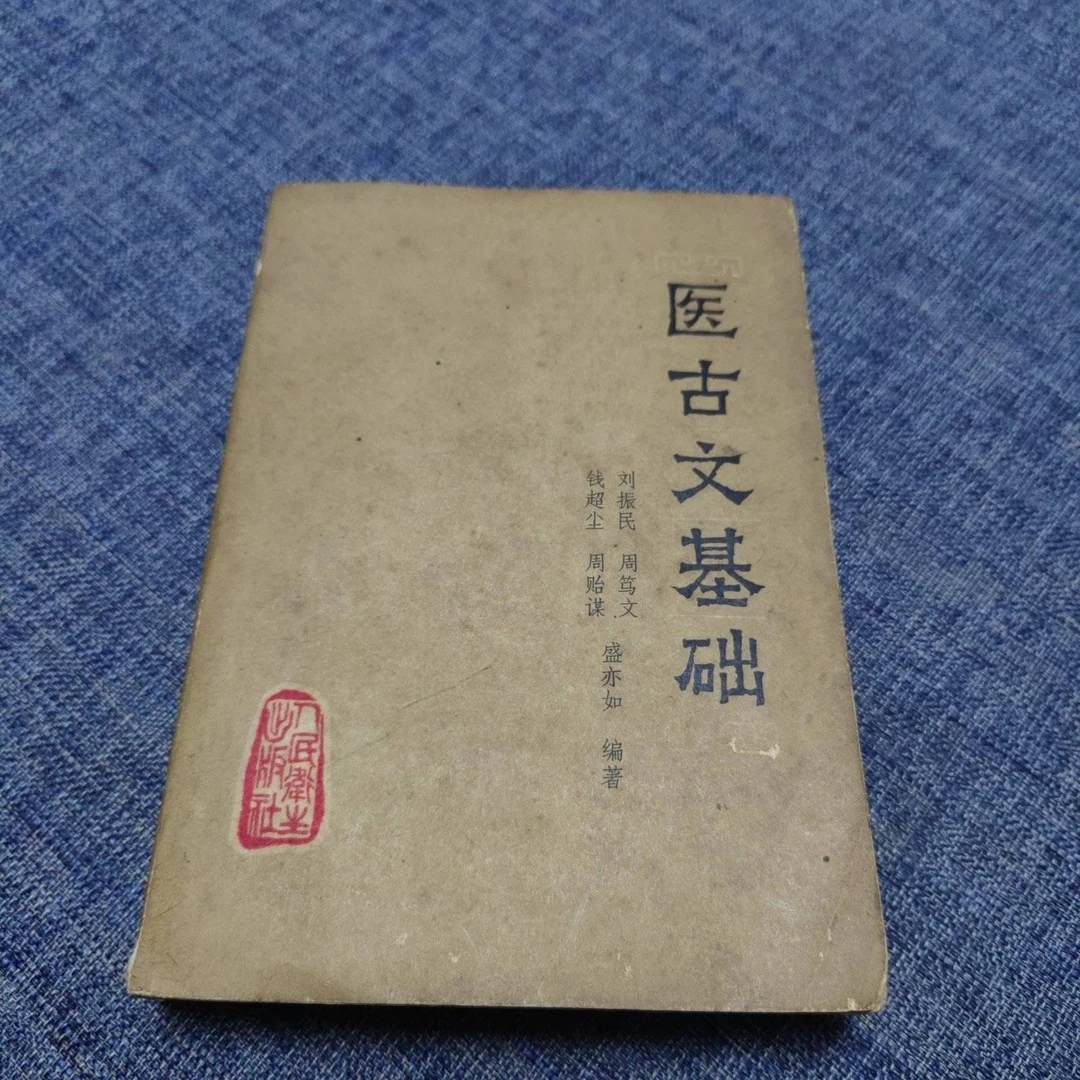 医古文基础
刘振民 周笃文
钱超尘 周贻谋
盛亦如 编著
人民衛生
出版社